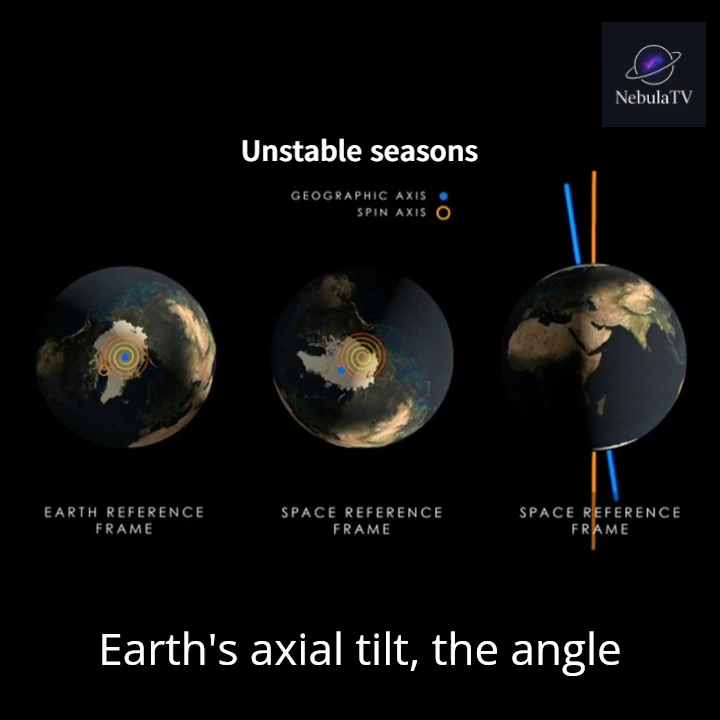 NebulaTV
Unstable seasons
GEOGRAPHIC AXIS
SPIN AXIS
EARTH REFERENCE
FRAME
SPACE REFERENCE
FRAME
SPACE REFERENCE
FRAME
Earth's axial tilt, the angle